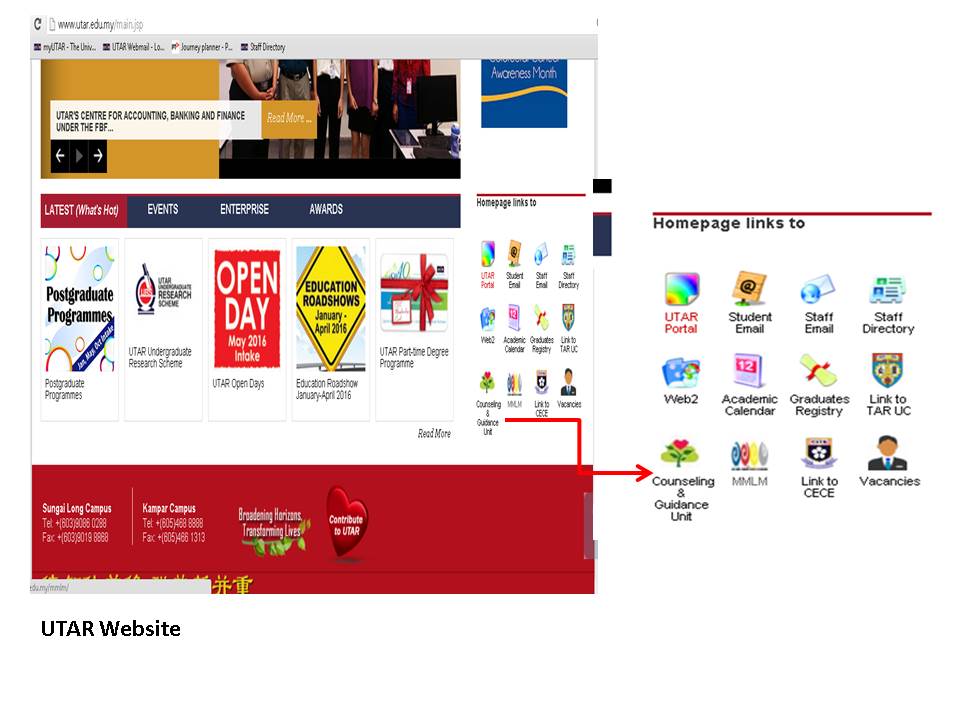 www.utar.edu.my/main.jsp
myUTAR - The Univ... UTAR Webmail - Lo... Journey planner - P... Staff Directory
Awareness Month
UTAR'S CENTRE FOR ACCOUNTING, BANKING AND FINANCE
UNDER THE FBF...
Read More ...
LATEST (What's Hot) EVENTS ENTERPRISE AWARDS
Postgraduate
Programmes
Jan, May, Oct Intake
Postgraduate
Programmes
UTAR
UNDERGRADUATE
RESEARCH
SCHEME
UTAR Undergraduate
Research Scheme
OPEN
DAY
May 2016
Intake
UTAR Open Days
EDUCATION
ROADSHOWS
January -
April 2016
Education Roadshow
January-April 2016
UTAR Part-time Degree
Programme
Read More
Homepage links to
UTAR
Portal
Student
Email
Staff
Email
Staff
Directory
Web2
Academic
Calendar
Graduates
Registry
Link to
TAR UC
Counseling
&
Guidance
Unit
MMLM
Link to
CECE
Vacancies
Homepage links to
UTAR
Portal
Student
Email
Staff
Email
Staff
Directory
Web2
12
Academic
Calendar
Graduates
Registry
Link to
TAR UC
Counseling
&
Guidance
Unit
MMLM
Link to
CECE
Vacancies
Sungai Long Campus
Tel: +(603)9086 0288
Fax: +(603)9019 8868
Kampar Campus
Tel: +(605)468 8888
Fax: +(605)466 1313
Broadening Horizons,
Transforming Lives
Contribute
to UTAR
edu.my/mmlm/
UTAR Website